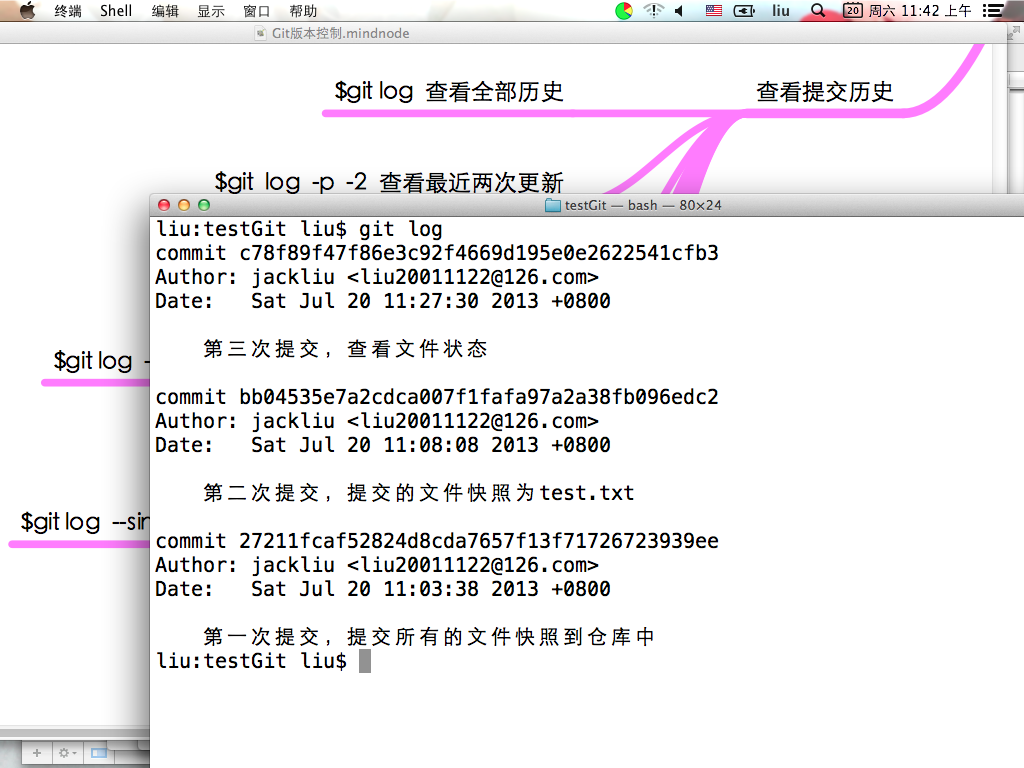 终端 Shell 编辑 显示 窗口 帮助 liu 20 周六 11:42 上午
Git版本控制.mindnode
$git log 查看全部历史 查看提交历史
$git log -p -2 查看最近两次更新
testGit — bash — 80×24
liu:testGit liu$ git log
commit c78f89f47f86e3c92f4669d195e0e2622541cfb3
Author: jackliu <liu20011122@126.com>
Date:   Sat Jul 20 11:27:30 2013 +0800
第三次提交，查看文件状态
$git log -
commit bb04535e7a2cdca007f1fafa97a2a38fb096edc2
Author: jackliu <liu20011122@126.com>
Date:   Sat Jul 20 11:08:08 2013 +0800
第二次提交，提交的文件快照为test.txt
$git log --sin
commit 27211fcaf52824d8cda7657f13f71726723939ee
Author: jackliu <liu20011122@126.com>
Date:   Sat Jul 20 11:03:38 2013 +0800
第一次提交，提交所有的文件快照到仓库中
liu:testGit liu$